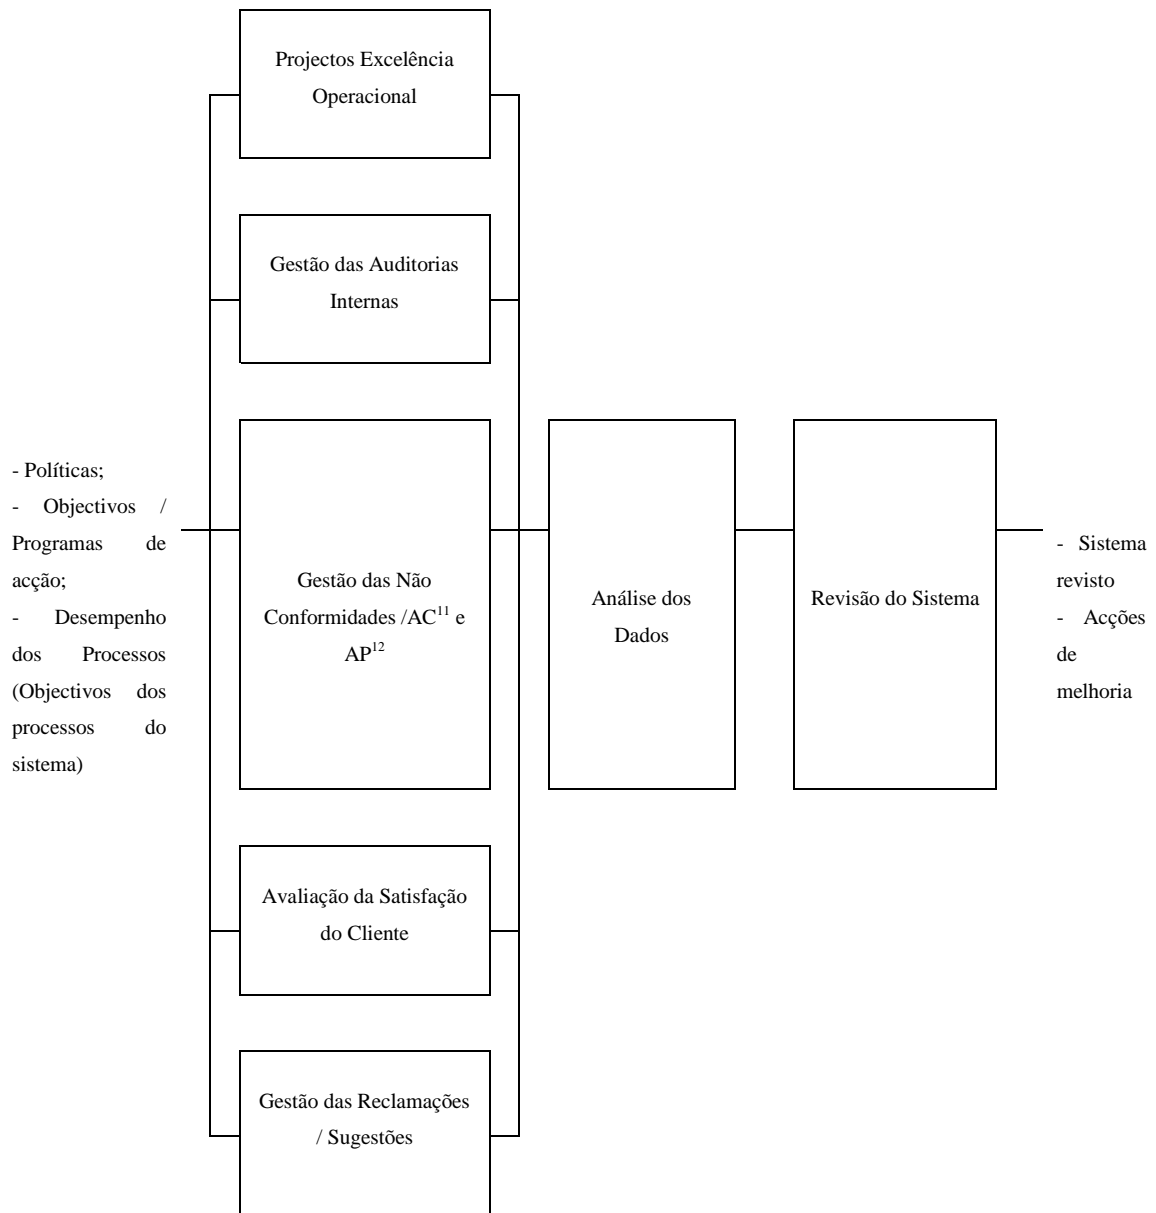 Projectos Excelência
Operacional
Gestão das Auditorias
Internas
- Políticas;
- Objectivos /
Programas de
acção;
- Desempenho
dos Processos
(Objectivos dos
processos do
sistema)
Gestão das Não
Conformidades /AC11 e
AP12
Análise dos
Dados
Revisão do Sistema
- Sistema
revisto
- Acções
de
melhoria
Avaliação da Satisfação
do Cliente
Gestão das Reclamações
/ Sugestões